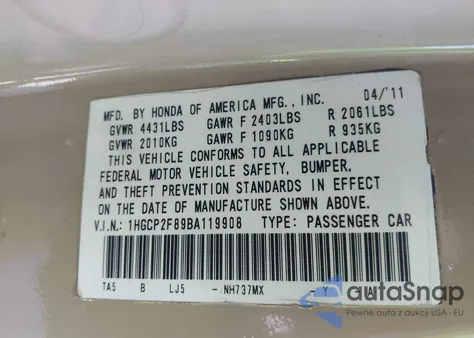 MFD. BY HONDA OF AMERICA MFG., INC. 04/11
GVWR 4431LBS GAWR F 2403LBS R 2061LBS
GVWR 2010KG GAWR F 1090KG R 935KG
THIS VEHICLE CONFORMS TO ALL APPLICABLE
FEDERAL MOTOR VEHICLE SAFETY, BUMPER,
AND THEFT PREVENTION STANDARDS IN EFFECT
ON THE DATE OF MANUFACTURE SHOWN ABOVE.
V.I.N.: 1HGCP2F89BA119908 TYPE: PASSENGER CAR
TA5 B LJ5 - NH737MX - Y
autoSnap
Pewne auta z aukcji USA - EU